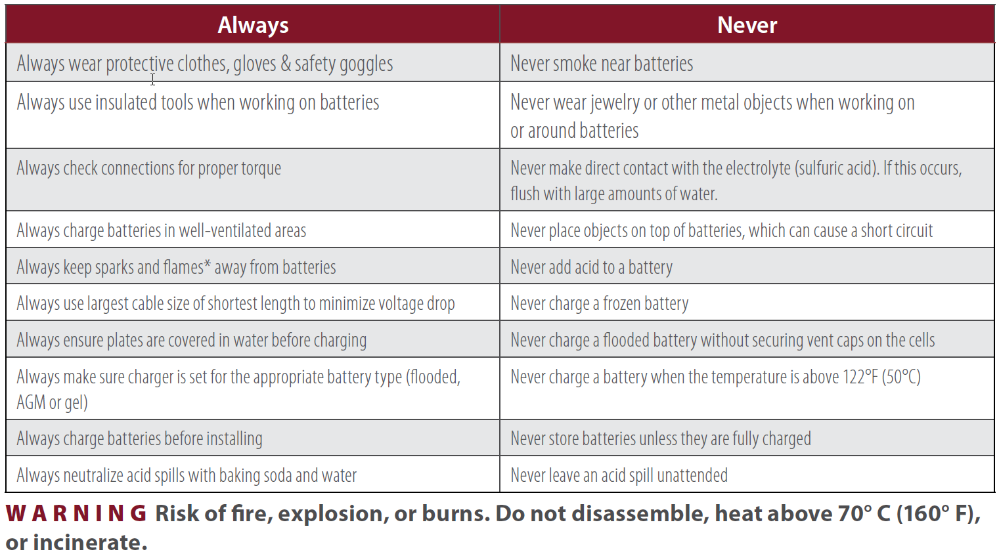 Always
Never
Always wear protective clothes, gloves & safety goggles
Never smoke near batteries
Always use insulated tools when working on batteries
Never wear jewelry or other metal objects when working on
or around batteries
Always check connections for proper torque
Never make direct contact with the electrolyte (sulfuric acid). If this occurs,
flush with large amounts of water.
Always charge batteries in well-ventilated areas
Never place objects on top of batteries, which can cause a short circuit
Always keep sparks and flames* away from batteries
Never add acid to a battery
Always use largest cable size of shortest length to minimize voltage drop
Never charge a frozen battery
Always ensure plates are covered in water before charging
Never charge a flooded battery without securing vent caps on the cells
Always make sure charger is set for the appropriate battery type (flooded,
AGM or gel)
Never charge a battery when the temperature is above 122°F (50°C)
Always charge batteries before installing
Never store batteries unless they are fully charged
Always neutralize acid spills with baking soda and water
Never leave an acid spill unattended
WARNING Risk of fire, explosion, or burns. Do not disassemble, heat above 70° C (160° F),
or incinerate.